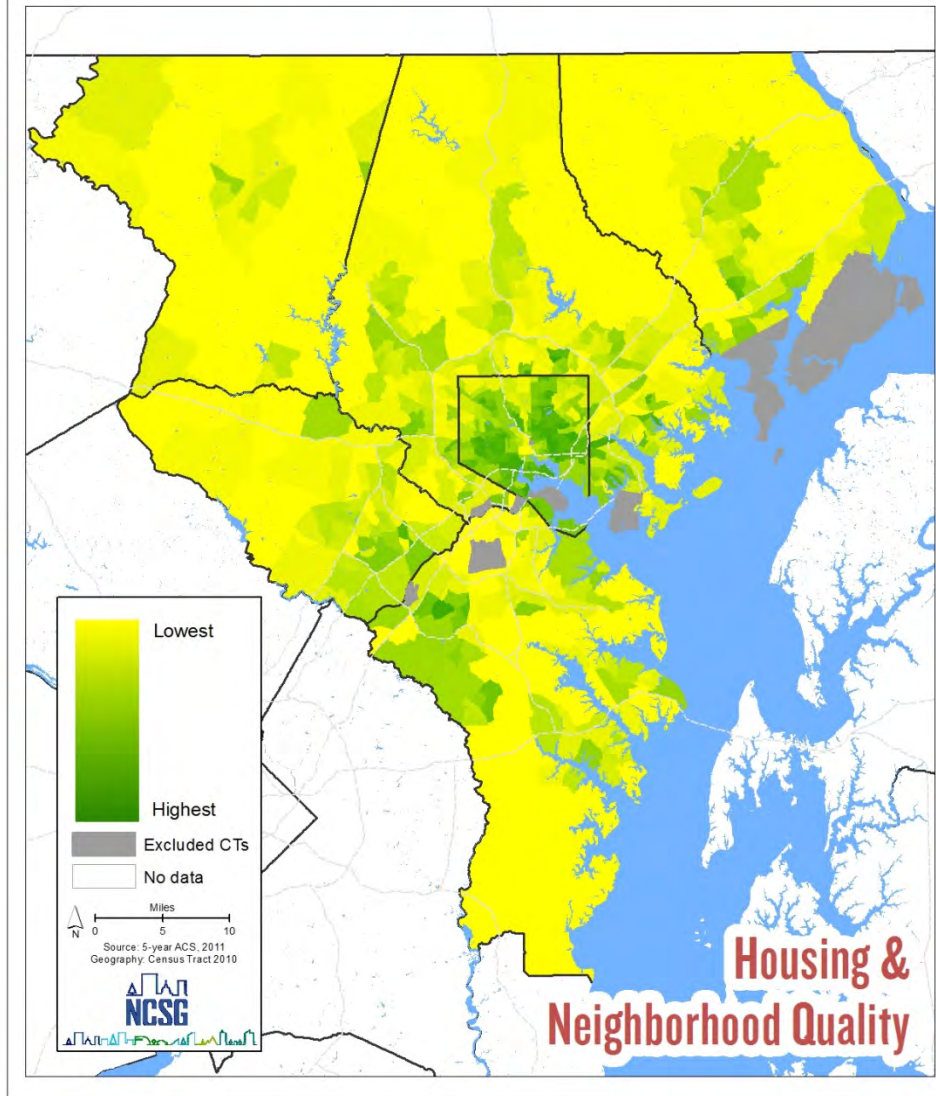 Lowest
Highest
Excluded CTs
No data
Miles
N
0 5 10
Source: 5-year ACS, 2011
Geography: Census Tract 2010
NCSG
Housing &
Neighborhood Quality